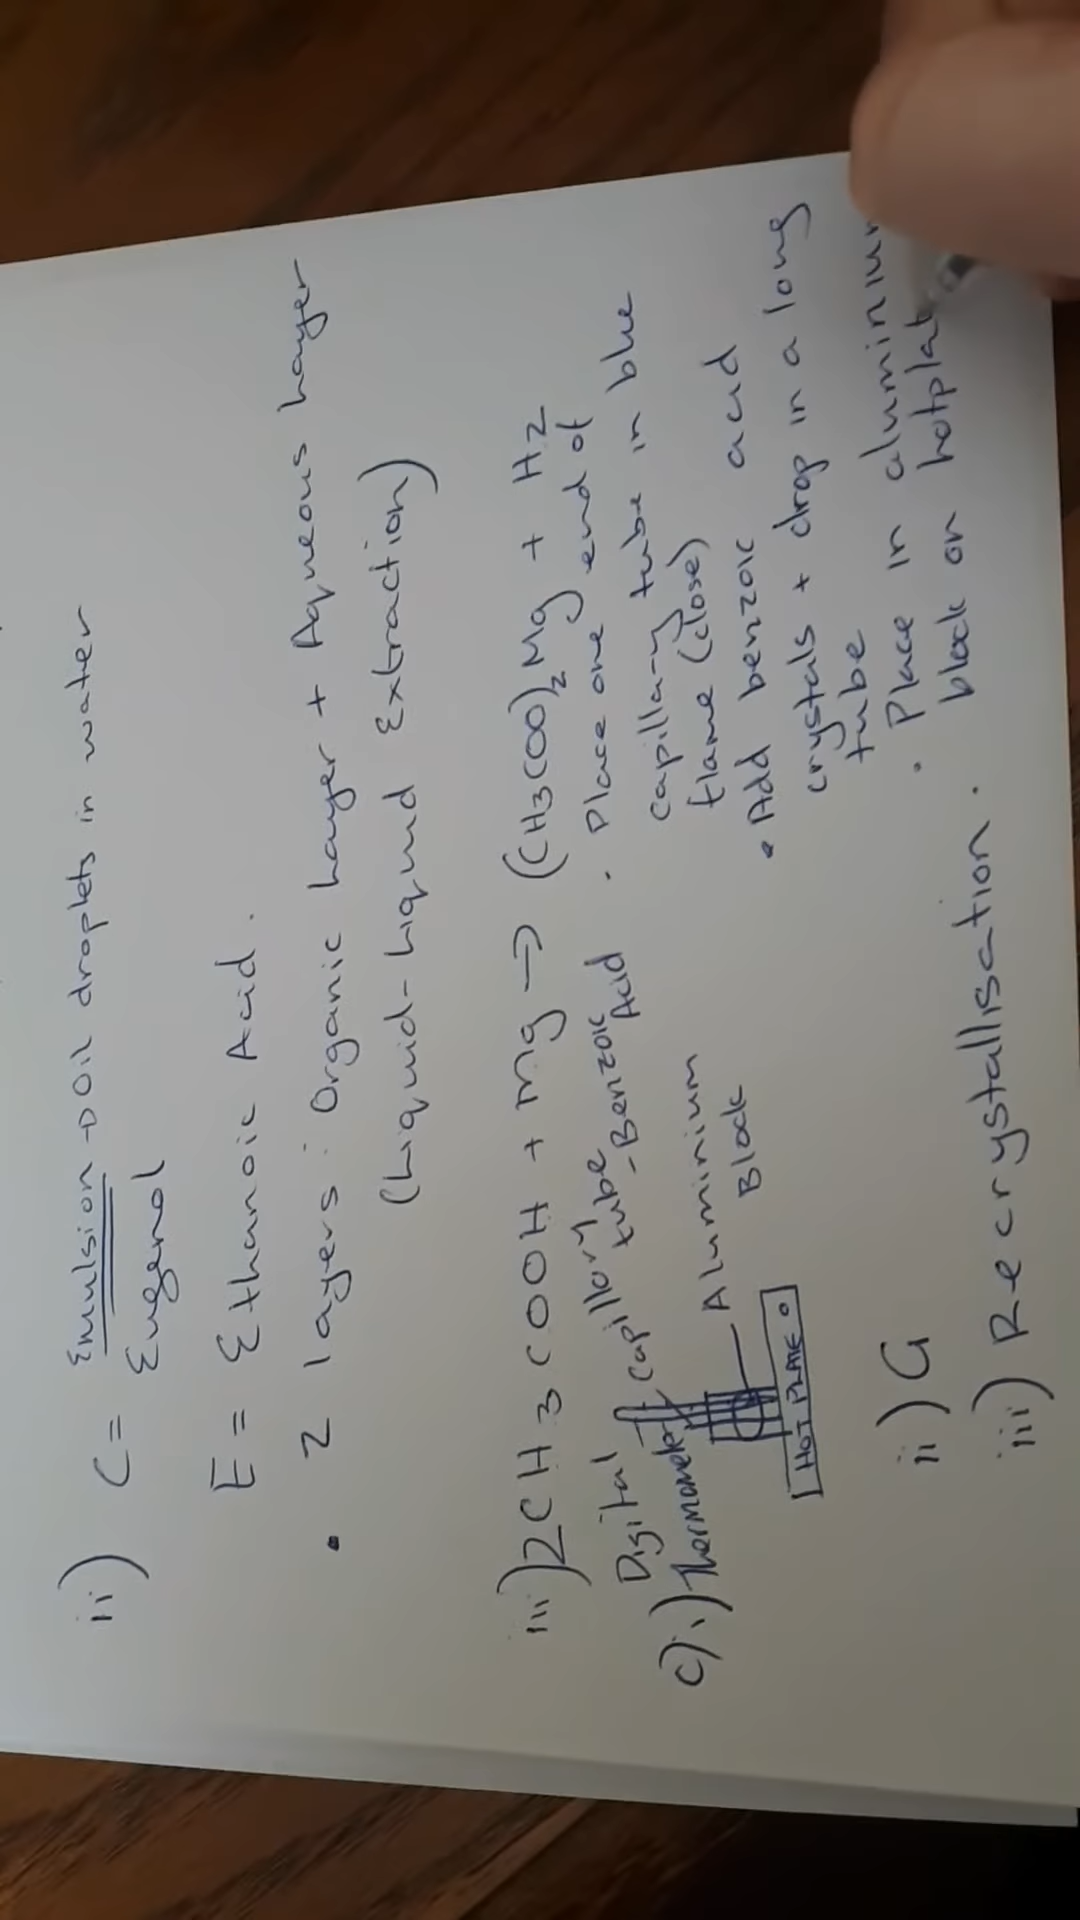 ii) C= Emulsion → Oil droplets in water
Eugenol
E = Ethanoic Acid.
• 2 layers: Organic Layer + Aqueous Layer
(Liquid-Liquid Extraction)
iii) 2CH3COOH + Mg → (CH3COO)2Mg + H2
c) i) Digital Thermometer
Capillary tube
- Benzoic Acid
Aluminium Block
HOT PLATE
• Place one end of
capillary tube in blue
flame (close)
• Add benzoic acid
crystals + drop in a long
tube
• Place in aluminium
block on hotplat
ii) G
iii) Recrystallisation.